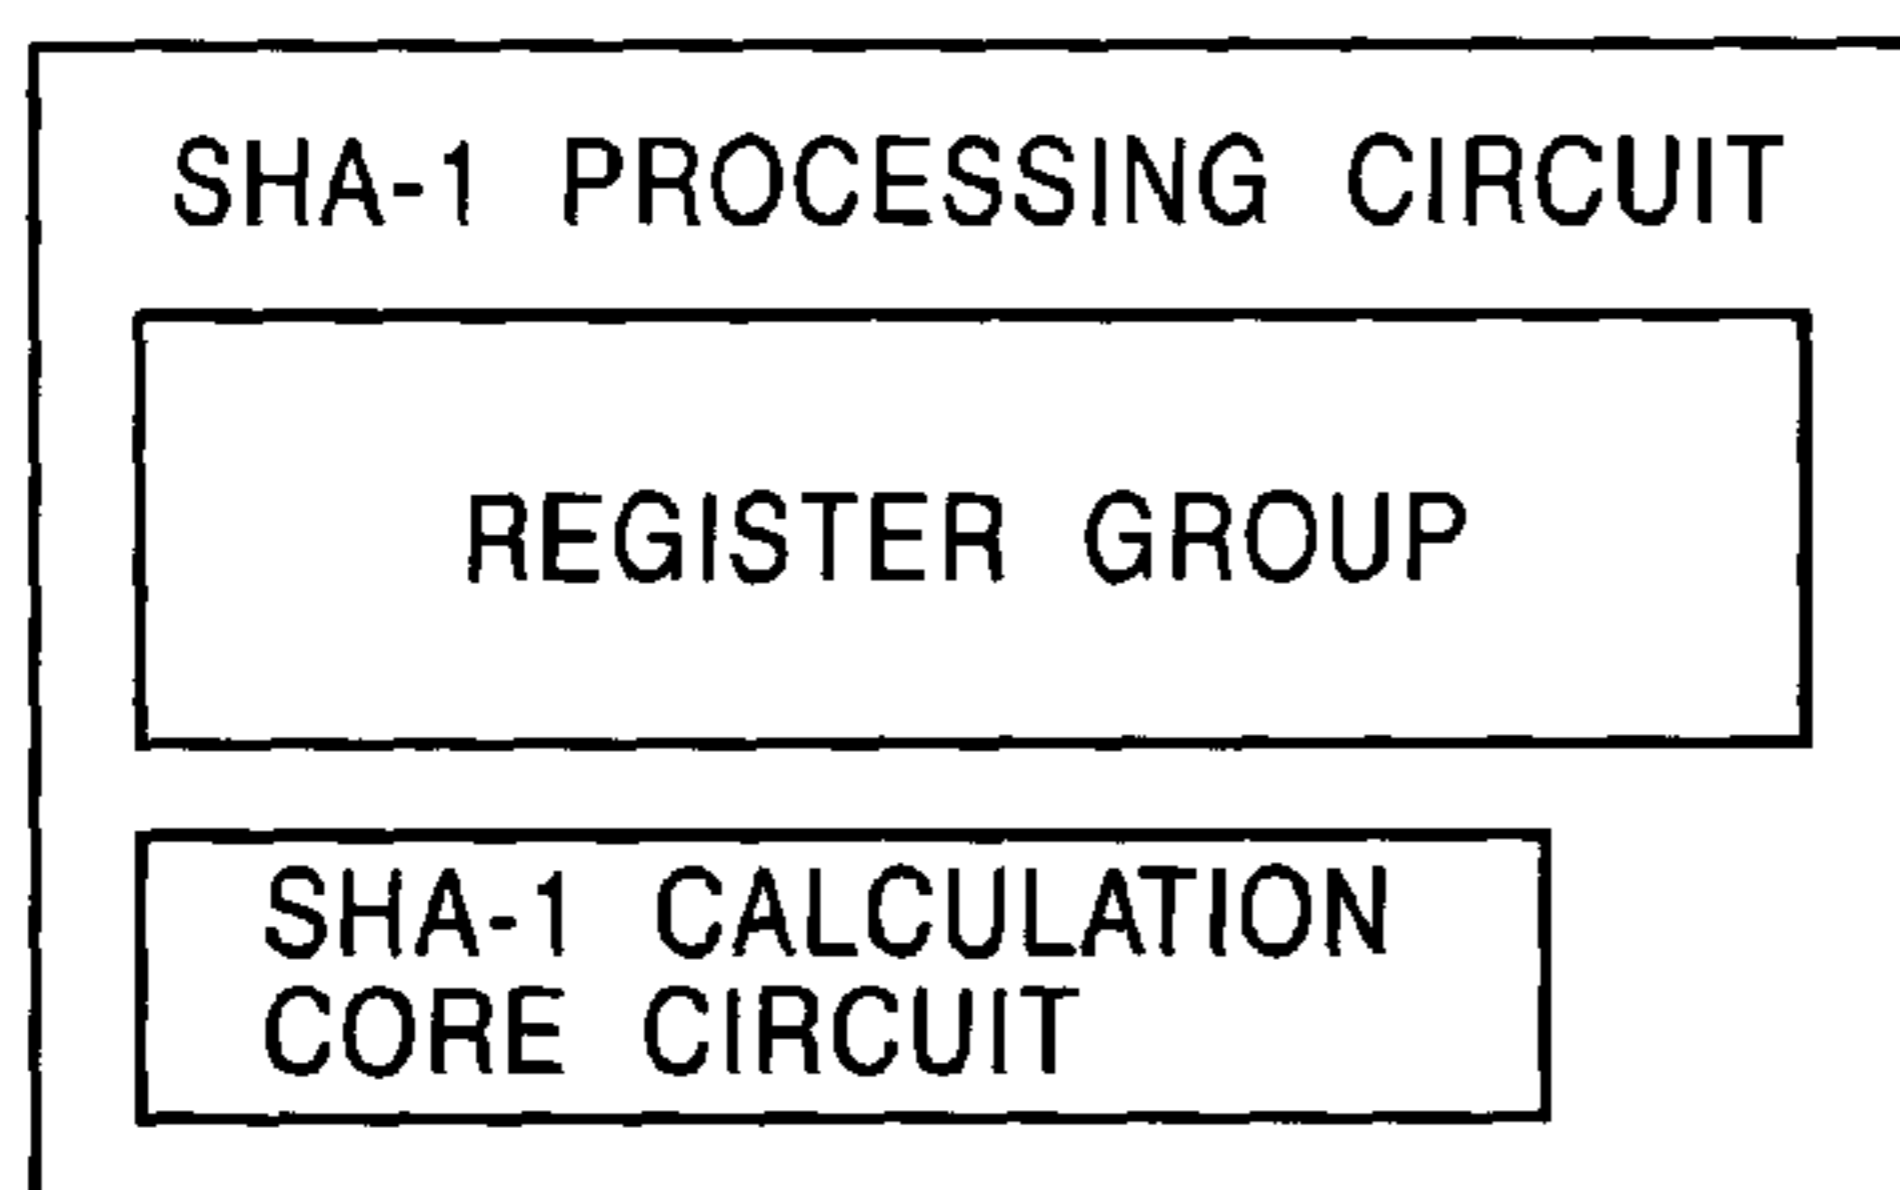 SHA-1 PROCESSING CIRCUIT
REGISTER GROUP
SHA-1 CALCULATION
CORE CIRCUIT